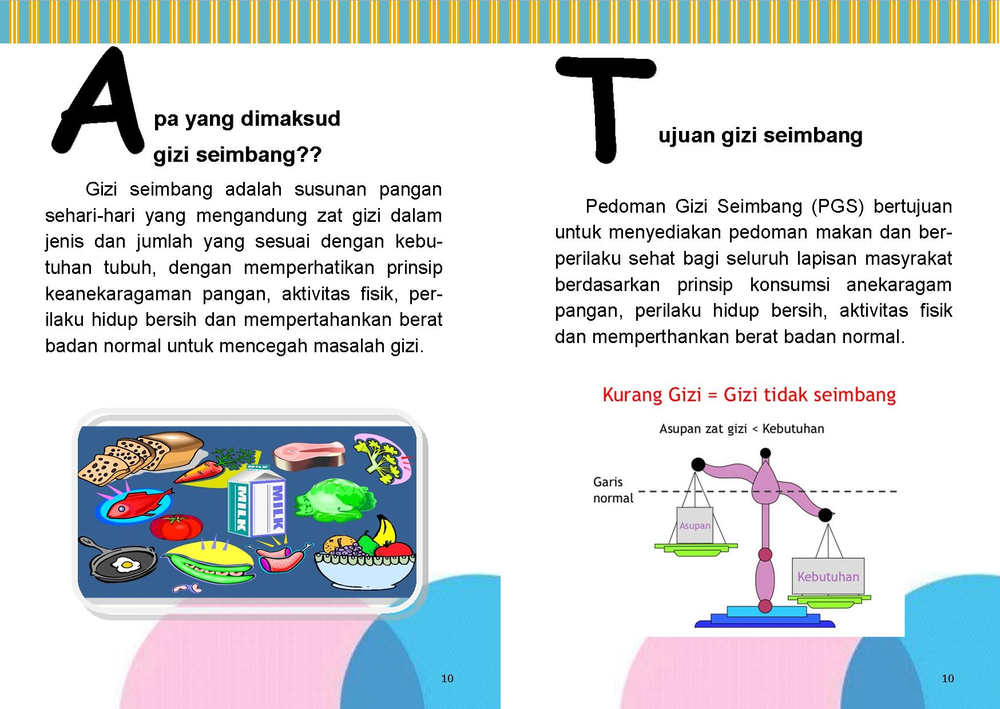 Apa yang dimaksud
gizi seimbang??
Gizi seimbang adalah susunan pangan
sehari-hari yang mengandung zat gizi dalam
jenis dan jumlah yang sesuai dengan kebu-
tuhan tubuh, dengan memperhatikan prinsip
keanekaragaman pangan, aktivitas fisik, per-
ilaku hidup bersih dan mempertahankan berat
badan normal untuk mencegah masalah gizi.
MILK
MILK
MILK
10
Tujuan gizi seimbang
Pedoman Gizi Seimbang (PGS) bertujuan
untuk menyediakan pedoman makan dan ber-
perilaku sehat bagi seluruh lapisan masyrakat
berdasarkan prinsip konsumsi anekaragam
pangan, perilaku hidup bersih, aktivitas fisik
dan memperthankan berat badan normal.
Kurang Gizi = Gizi tidak seimbang
Asupan zat gizi < Kebutuhan
Garis
normal
Asupan
Kebutuhan
10